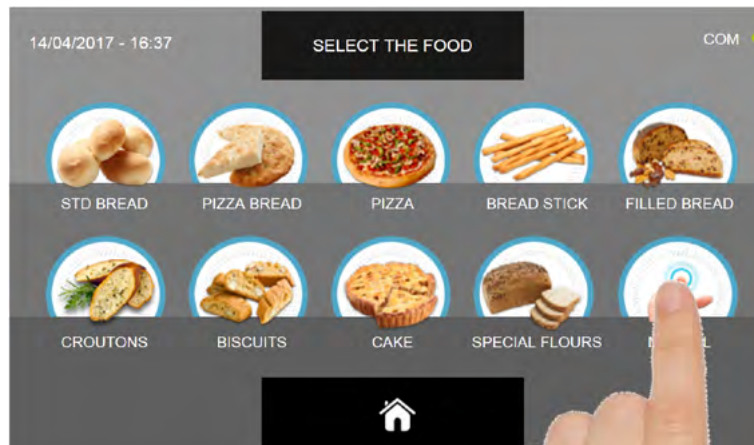 14/04/2017 - 16:37
SELECT THE FOOD
COM
STD BREAD
PIZZA BREAD
PIZZA
BREAD STICK
FILLED BREAD
CROUTONS
BISCUITS
CAKE
SPECIAL FLOURS